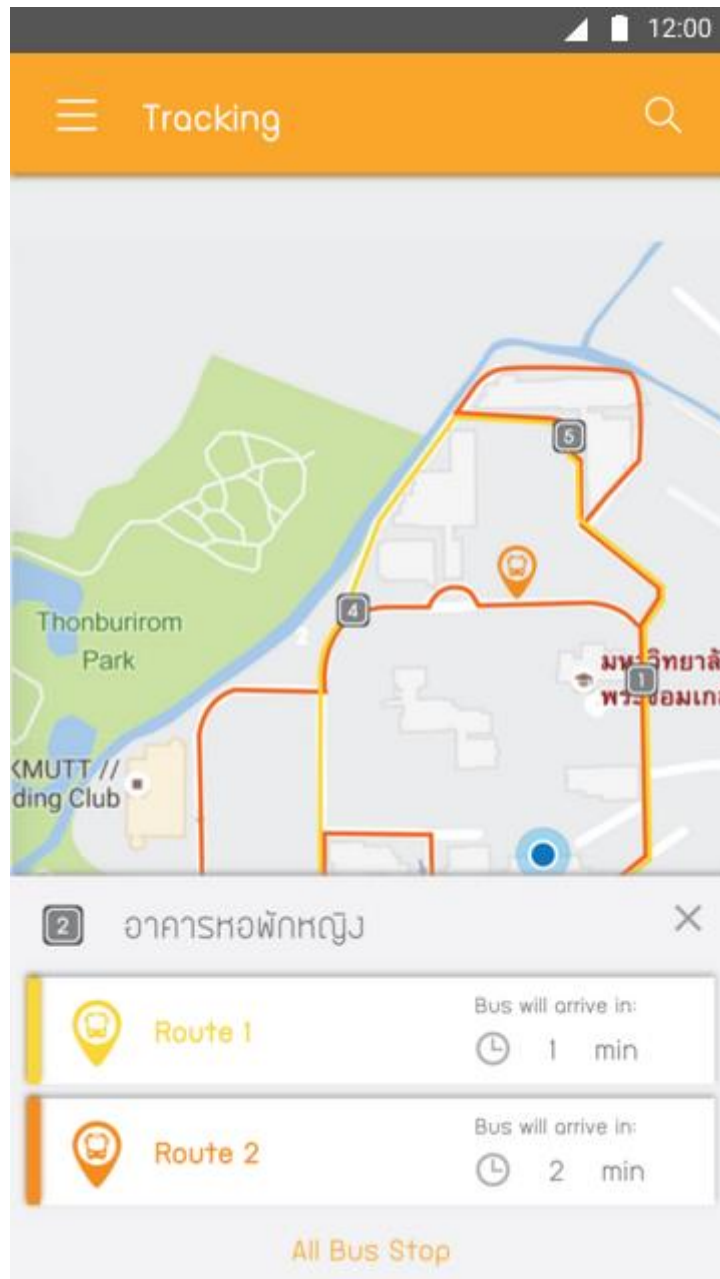 12:00
Tracking
5
4
Thonburirom
Park
1
KMUTT //
ding Club
2
อาคารหอพักหญิง
Route 1
Bus will arrive in:
1 min
Route 2
Bus will arrive in:
2 min
All Bus Stop